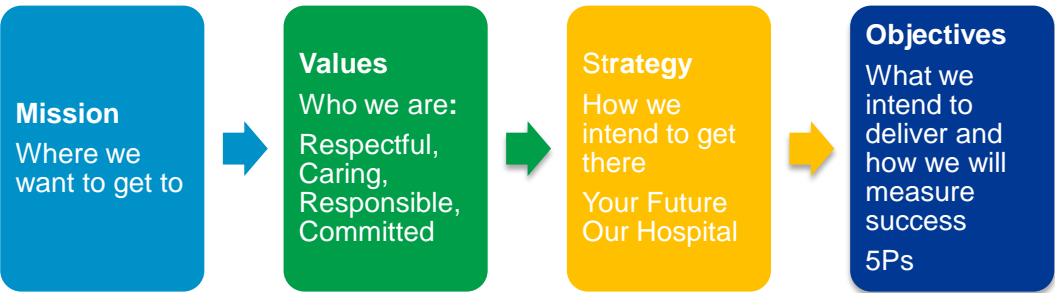 Mission
Where we
want to get to
Values
Who we are:
Respectful,
Caring,
Responsible,
Committed
Strategy
How we
intend to get
there
Your Future
Our Hospital
Objectives
What we
intend to
deliver and
how we will
measure
success
5Ps